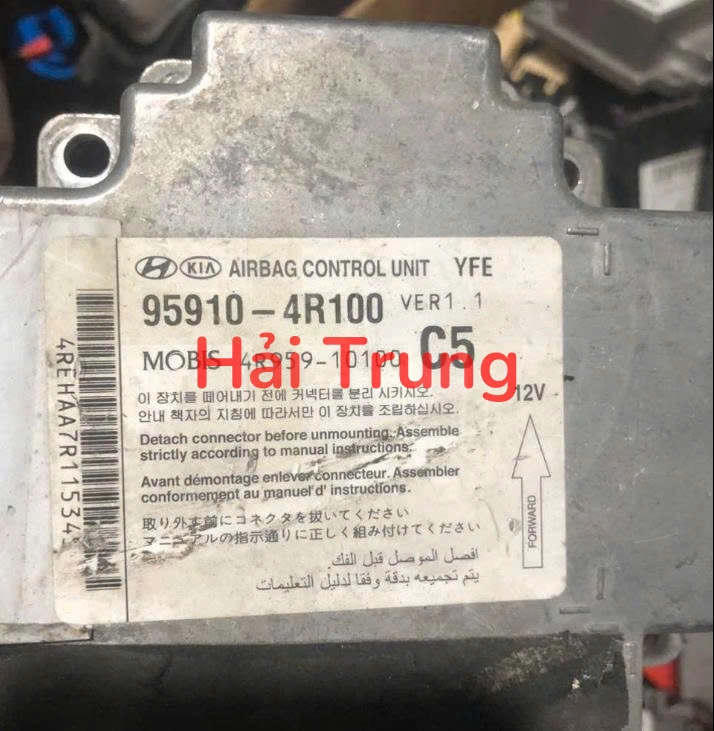 HYUNDAI KIA AIRBAG CONTROL UNIT YFE
95910-4R100 VER1.1
MOBIS 4R959-10100 C5
Hải Trung
이 장치를 떼어내기 전에 커넥터를 분리 시키시오.
안내 책자의 지침에 따라서만 이 장치를 조립하십시오.
12V
Detach connector before unmounting. Assemble
strictly according to manual instructions.
Avant démontage enlever connecteur. Assembler
conformement au manuel d' instructions.
取り外す前にコネクタを抜いてください
マニュアルの指示通りに正しく組み付けてください
افصل الموصل قبل الفك.
يتم تجميعه بدقة وفقا لدليل التعليمات
FORWARD
4REHAA7R11534